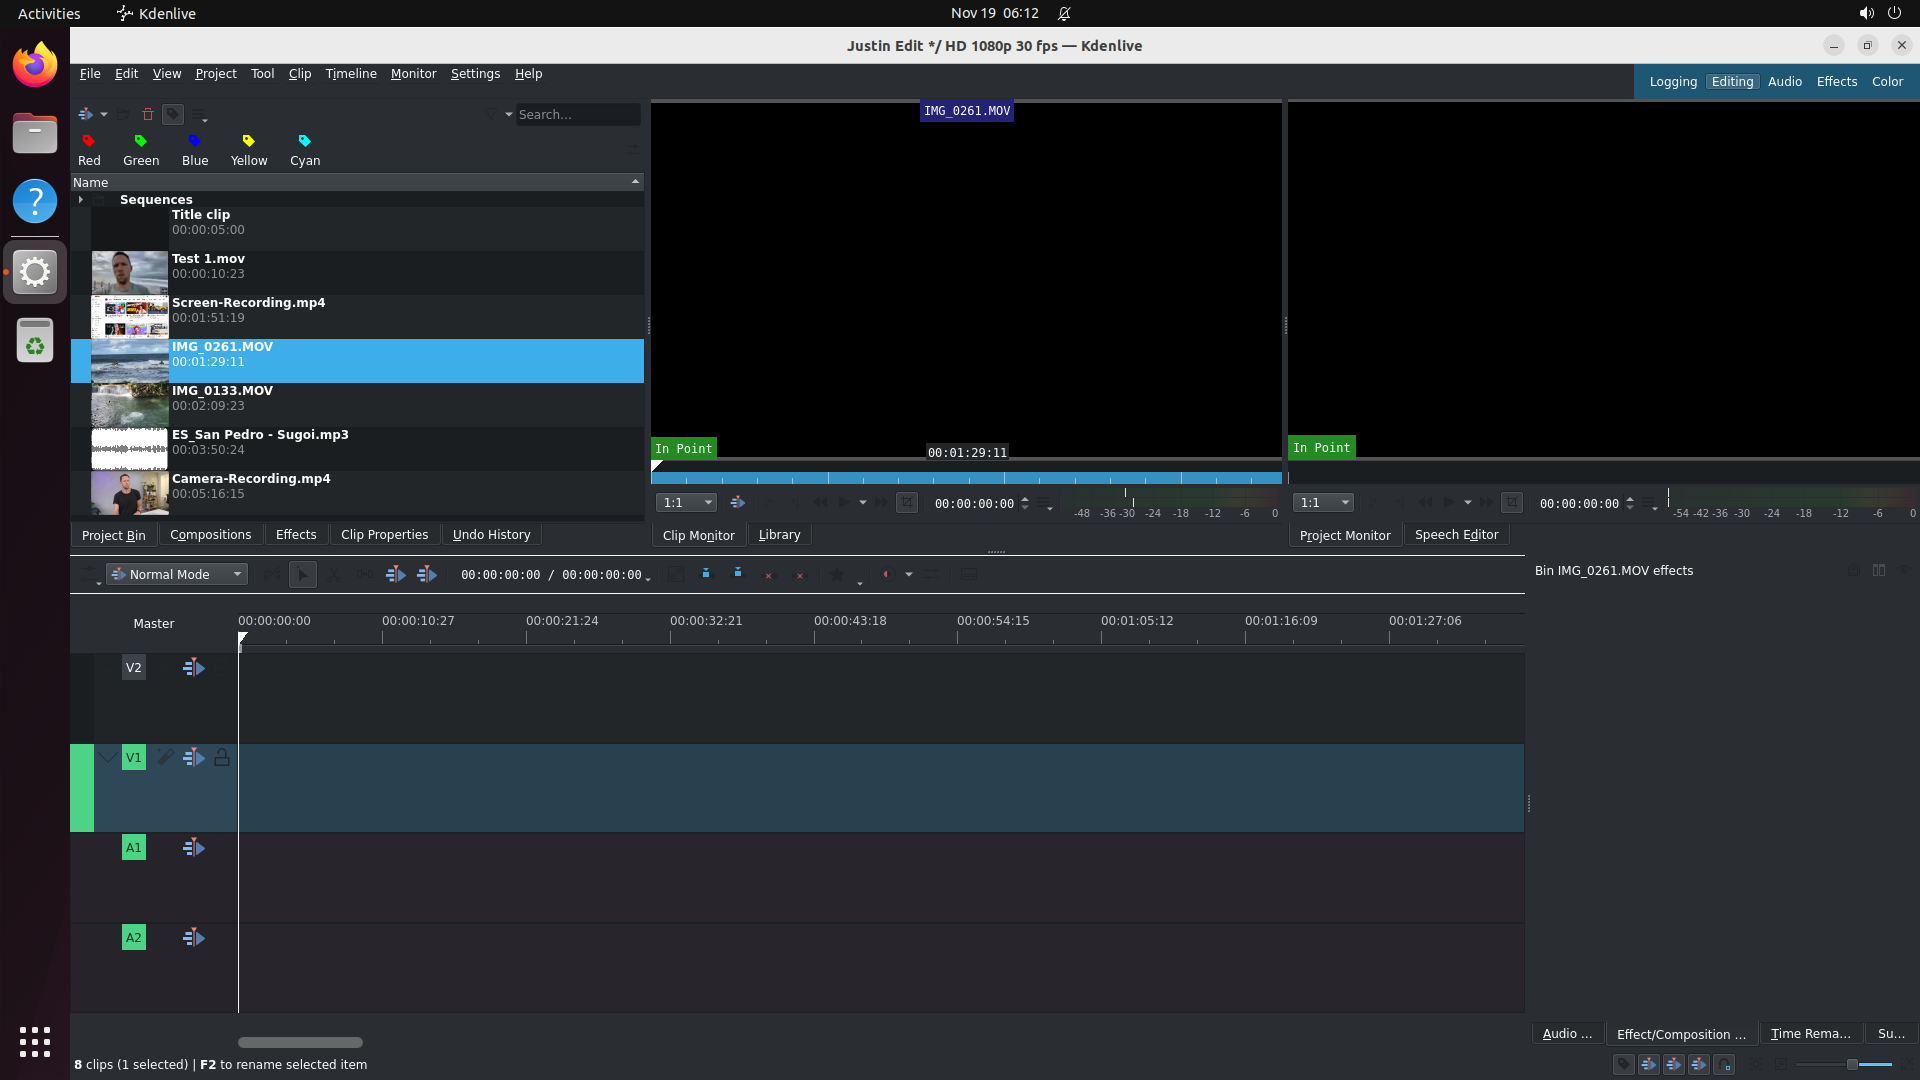 Activities
Kdenlive
Nov 19 06:12
Justin Edit */ HD 1080p 30 fps — Kdenlive
File Edit View Project Tool Clip Timeline Monitor Settings Help
Logging Editing Audio Effects Color
Search...
Red Green Blue Yellow Cyan
Name
Sequences
Title clip
00:00:05:00
Test 1.mov
00:00:10:23
Screen-Recording.mp4
00:01:51:19
IMG_0261.MOV
00:01:29:11
IMG_0133.MOV
00:02:09:23
ES_San Pedro - Sugoi.mp3
00:03:50:24
Camera-Recording.mp4
00:05:16:15
Project Bin Compositions Effects Clip Properties Undo History
IMG_0261.MOV
In Point
00:01:29:11
1:1
00:00:00:00
-48 -36 -30 -24 -18 -12 -6 0
Clip Monitor Library
In Point
1:1
00:00:00:00
-54 -42 -36 -30 -24 -18 -12 -6 0
Project Monitor Speech Editor
Normal Mode
00:00:00:00 / 00:00:00:00
Bin IMG_0261.MOV effects
Master
00:00:00:00 00:00:10:27 00:00:21:24 00:00:32:21 00:00:43:18 00:00:54:15 00:01:05:12 00:01:16:09 00:01:27:06
V2
V1
A1
A2
Audio ... Effect/Composition ... Time Rema... Su...
8 clips (1 selected) | F2 to rename selected item